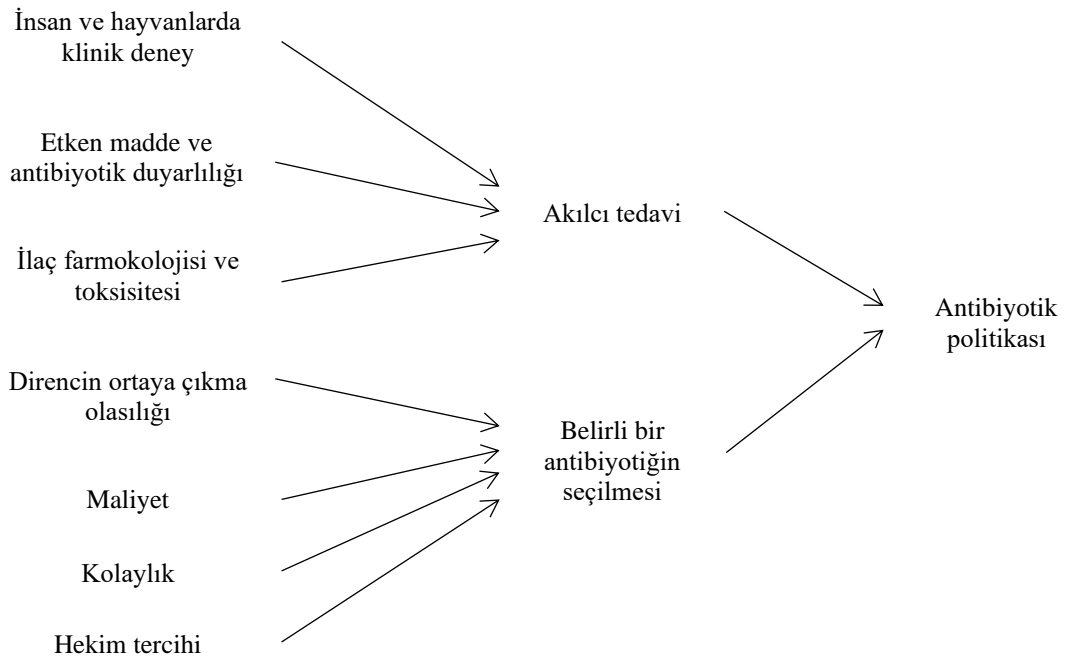 İnsan ve hayvanlarda
klinik deney
Etken madde ve
antibiyotik duyarlılığı
İlaç farmokolojisi ve
toksisitesi
Direncin ortaya çıkma
olasılığı
Maliyet
Kolaylık
Hekim tercihi
Akılcı tedavi
Belirli bir
antibiyotiğin
seçilmesi
Antibiyotik
politikası